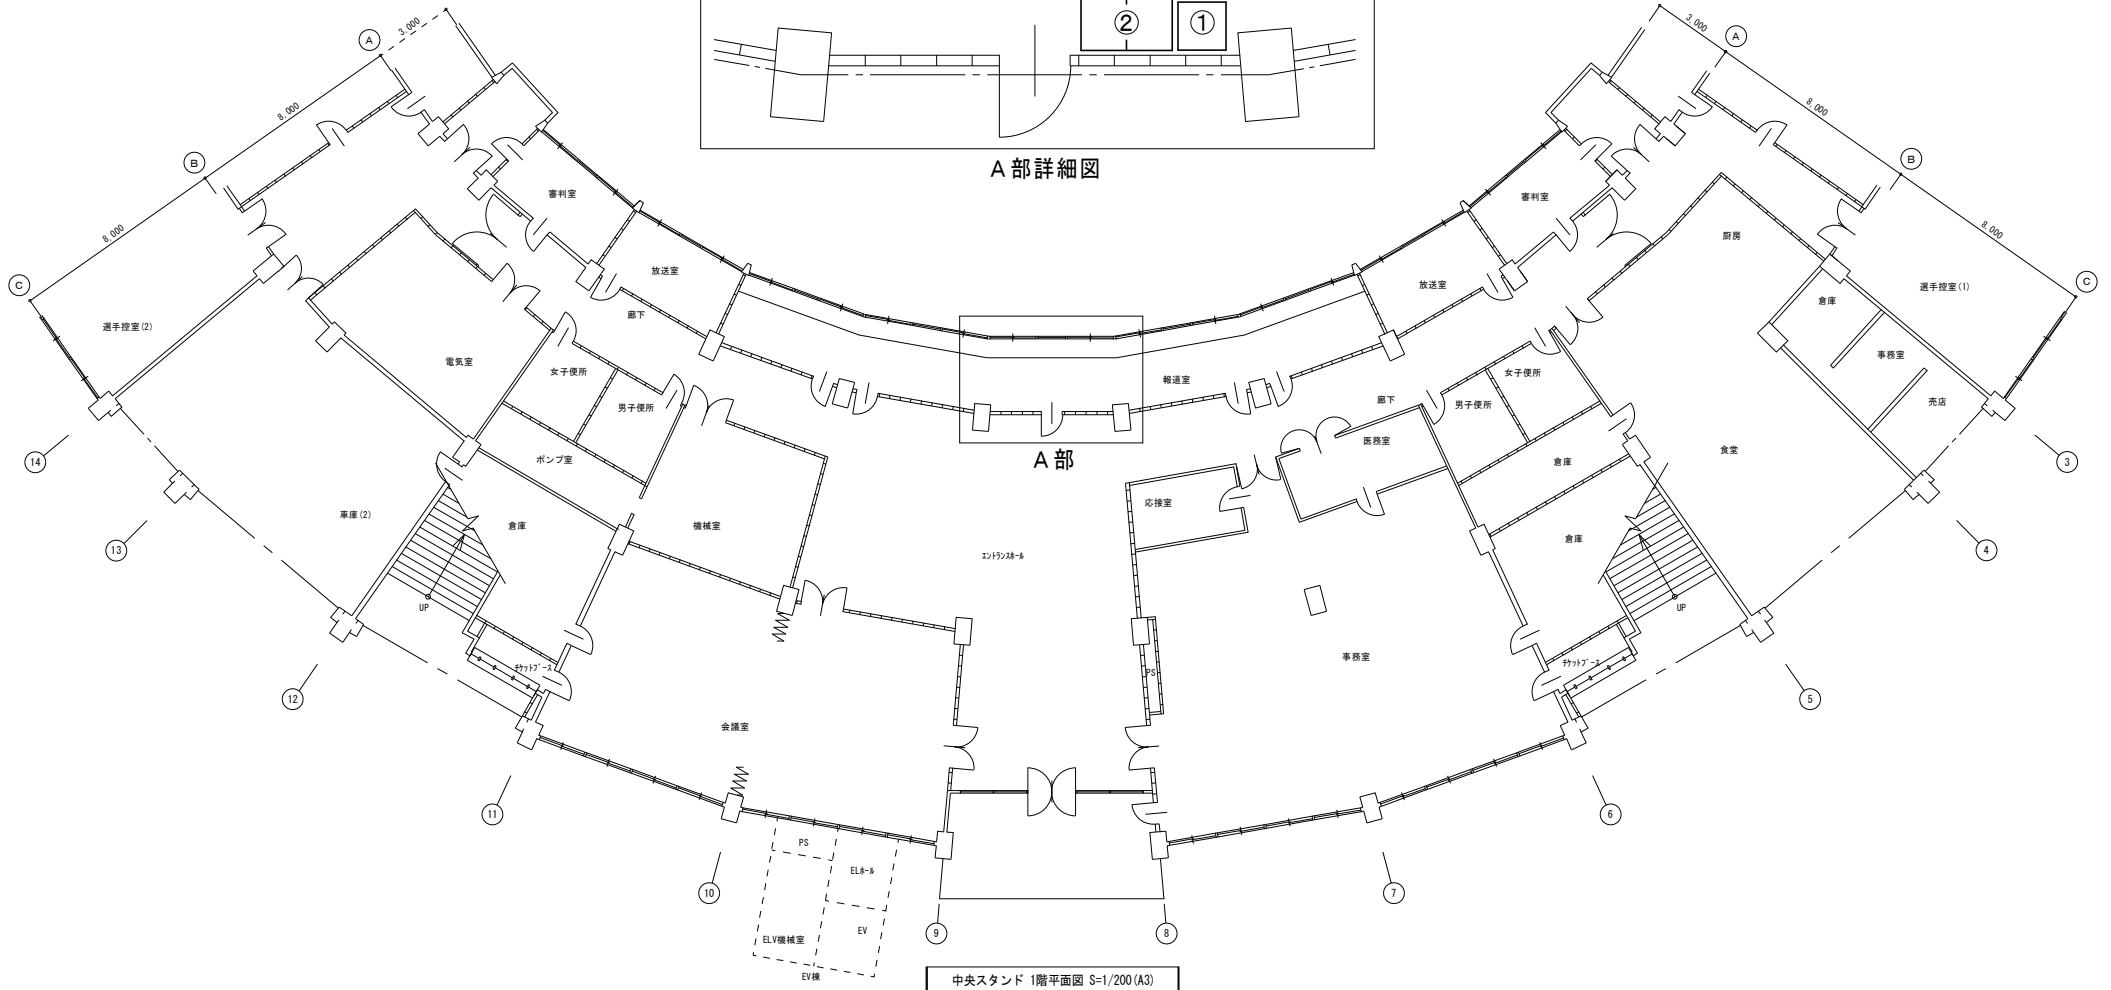 ②
①
A部詳細図
A
3,000
8,000
B
8,000
C
3,000
A
8,000
B
8,000
C
審判室
放送室
廊下
選手控室(2)
電気室
女子便所
男子便所
ポンプ室
機械室
倉庫
車庫(2)
UP
チケットブース
会議室
エントランスホール
A部
報道室
放送室
審判室
廊下
医務室
応接室
男子便所
女子便所
倉庫
倉庫
厨房
倉庫
選手控室(1)
事務室
売店
食堂
UP
チケットブース
事務室
PS
PS
ELホール
EV
ELV機械室
EV棟
14
13
12
11
10
9
8
7
6
5
4
3
中央スタンド 1階平面図 S=1/200(A3)